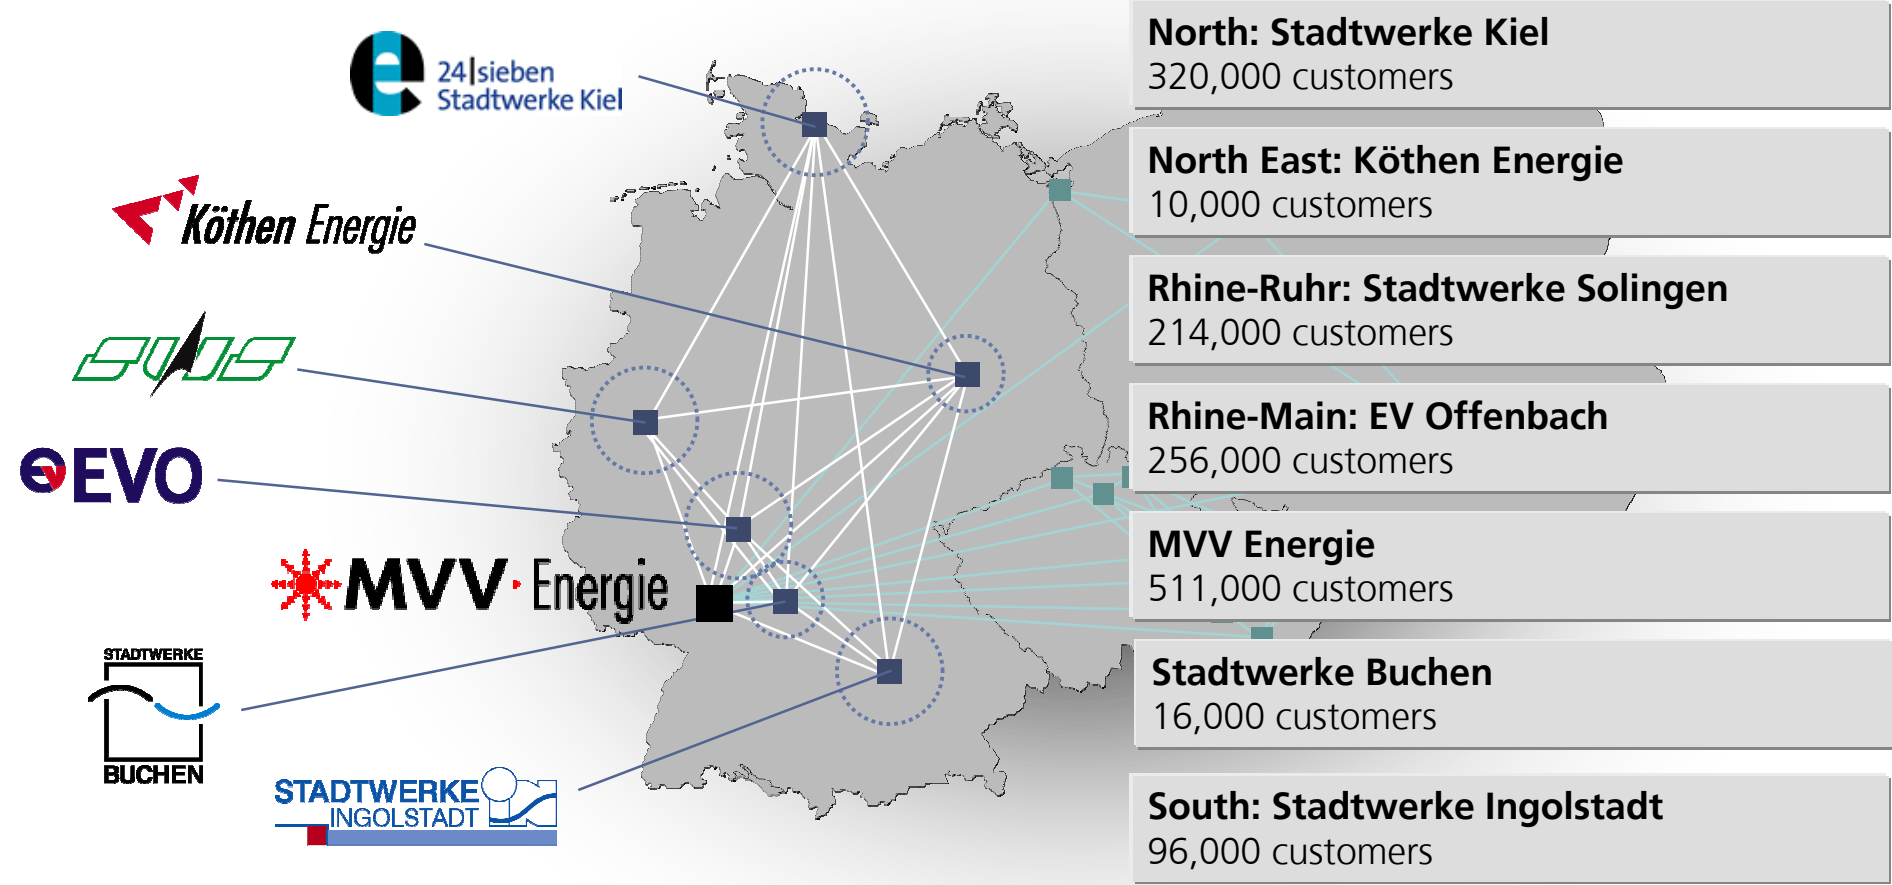 24|sieben
Stadtwerke Kiel
Köthen Energie
SWS
EVO
MVV Energie
STADTWERKE
BUCHEN
STADTWERKE
INGOLSTADT
North: Stadtwerke Kiel
320,000 customers
North East: Köthen Energie
10,000 customers
Rhine-Ruhr: Stadtwerke Solingen
214,000 customers
Rhine-Main: EV Offenbach
256,000 customers
MVV Energie
511,000 customers
Stadtwerke Buchen
16,000 customers
South: Stadtwerke Ingolstadt
96,000 customers